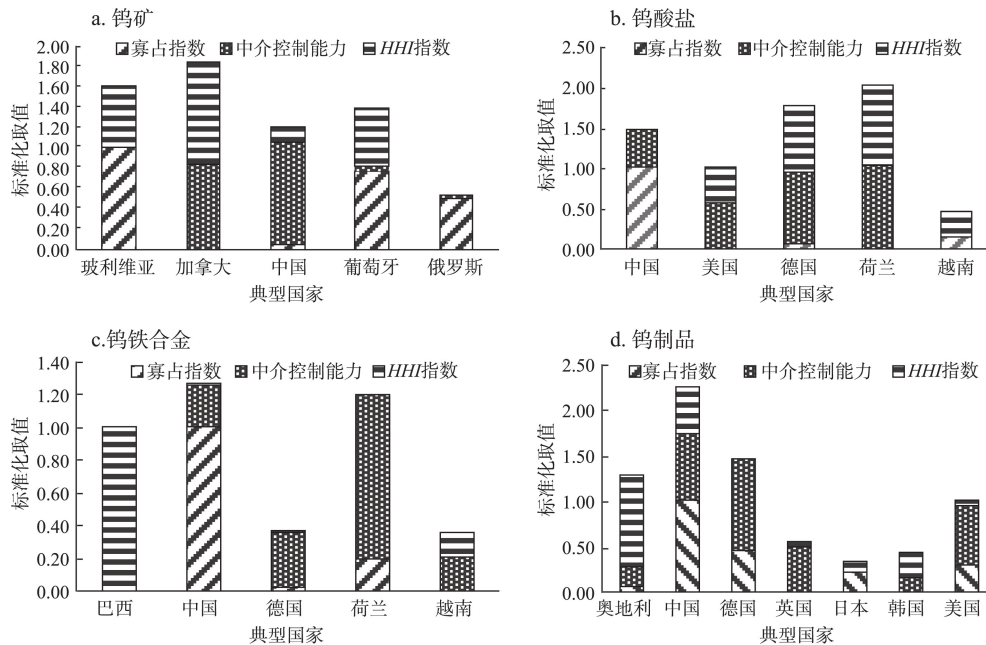 a. 钨矿
寡占指数 中介控制能力 HHI指数
标准化取值
2.00
1.80
1.60
1.40
1.20
1.00
0.80
0.60
0.40
0.20
0.00
玻利维亚 加拿大 中国 葡萄牙 俄罗斯
典型国家
b. 钨酸盐
寡占指数 中介控制能力 HHI指数
标准化取值
2.50
2.00
1.50
1.00
0.50
0.00
中国 美国 德国 荷兰 越南
典型国家
c.钨铁合金
寡占指数 中介控制能力 HHI指数
标准化取值
1.40
1.20
1.00
0.80
0.60
0.40
0.20
0.00
巴西 中国 德国 荷兰 越南
典型国家
d. 钨制品
寡占指数 中介控制能力 HHI指数
标准化取值
2.50
2.00
1.50
1.00
0.50
0.00
奥地利 中国 德国 英国 日本 韩国 美国
典型国家